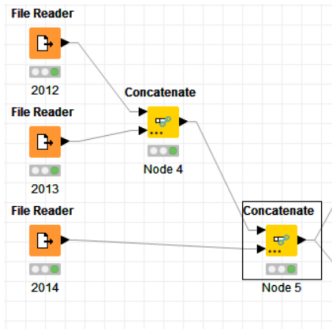 File Reader
2012
Concatenate
File Reader
Node 4
2013
File Reader
Concatenate
2014
Node 5